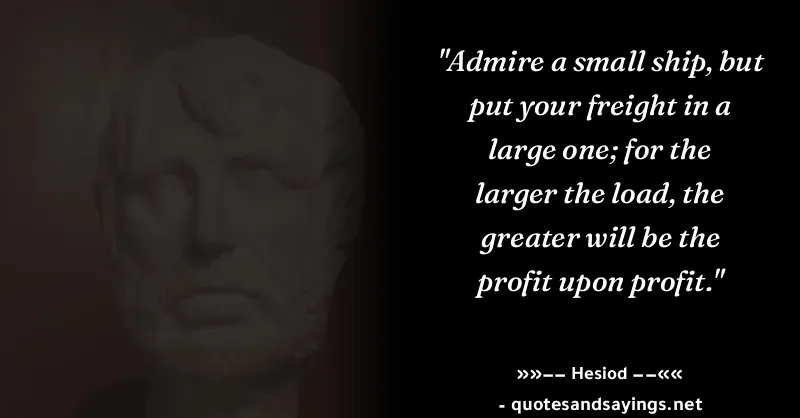 "Admire a small ship, but
put your freight in a
large one; for the
larger the load, the
greater will be the
profit upon profit."
»»−− Hesiod −−««
- quotesandsayings.net